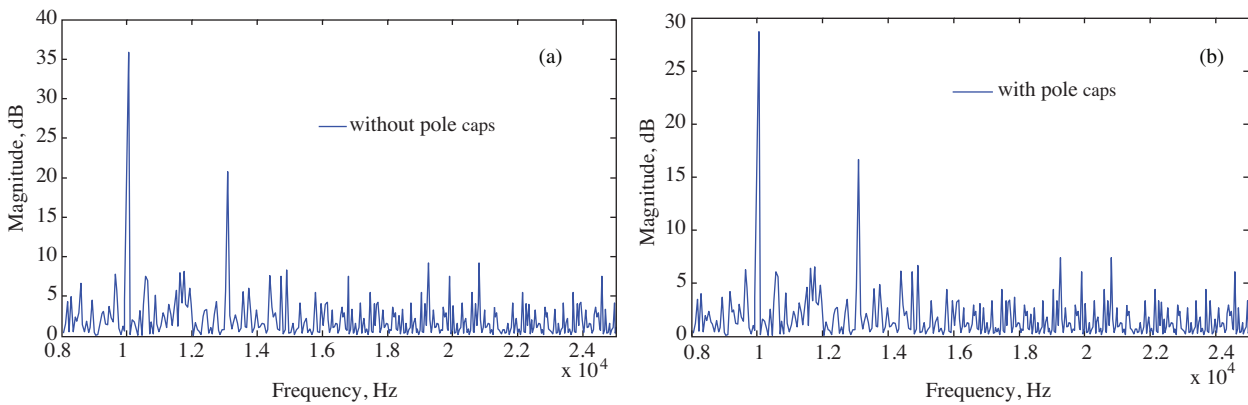 40
35
30
25
20
15
10
5
0
Magnitude, dB
(a)
without pole caps
0.8 1 1.2 1.4 1.6 1.8 2 2.2 2.4
x 10^4
Frequency, Hz
30
25
20
15
10
5
0
Magnitude, dB
(b)
with pole caps
0.8 1 1.2 1.4 1.6 1.8 2 2.2 2.4
x 10^4
Frequency, Hz